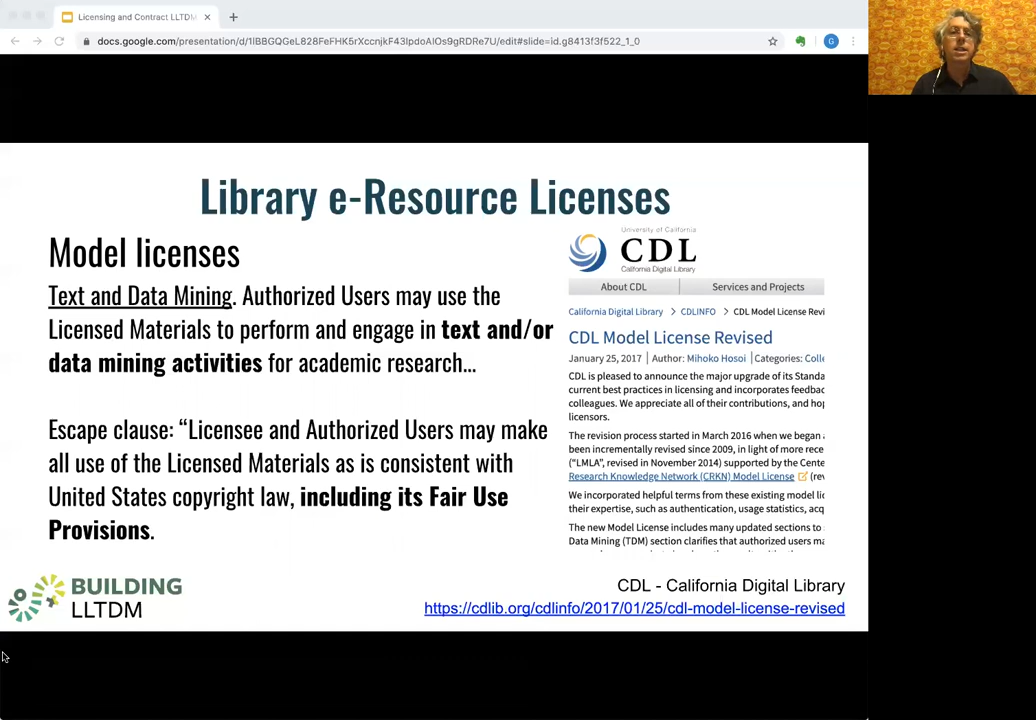 Licensing and Contract LLTDM
docs.google.com/presentation/d/1IBBGQGeL828FeFHK5rXccnjkF43IpdoAIOs9gRDRe7U/edit#slide=id.g8413f3f522_1_0
G
Library e-Resource Licenses
Model licenses
Text and Data Mining. Authorized Users may use the
Licensed Materials to perform and engage in text and/or
data mining activities for academic research...
Escape clause: “Licensee and Authorized Users may make
all use of the Licensed Materials as is consistent with
United States copyright law, including its Fair Use
Provisions.
University of California
CDL
California Digital Library
About CDL
Services and Projects
California Digital Library > CDLINFO > CDL Model License Revi
CDL Model License Revised
January 25, 2017 | Author: Mihoko Hosoi | Categories: Colle
CDL is pleased to announce the major upgrade of its Standa
current best practices in licensing and incorporates feedbac
colleagues. We appreciate all of their contributions, and hop
licensors.
The revision process started in March 2016 when we began
been incrementally revised since 2009, in light of more rece
(“LMLA”, revised in November 2014) supported by the Cente
Research Knowledge Network (CRKN) Model License (rev
We incorporated helpful terms from these existing model lic
their expertise, such as authentication, usage statistics, acq
The new Model License includes many updated sections to
Data Mining (TDM) section clarifies that authorized users ma
BUILDING
LLTDM
CDL - California Digital Library
https://cdlib.org/cdlinfo/2017/01/25/cdl-model-license-revised